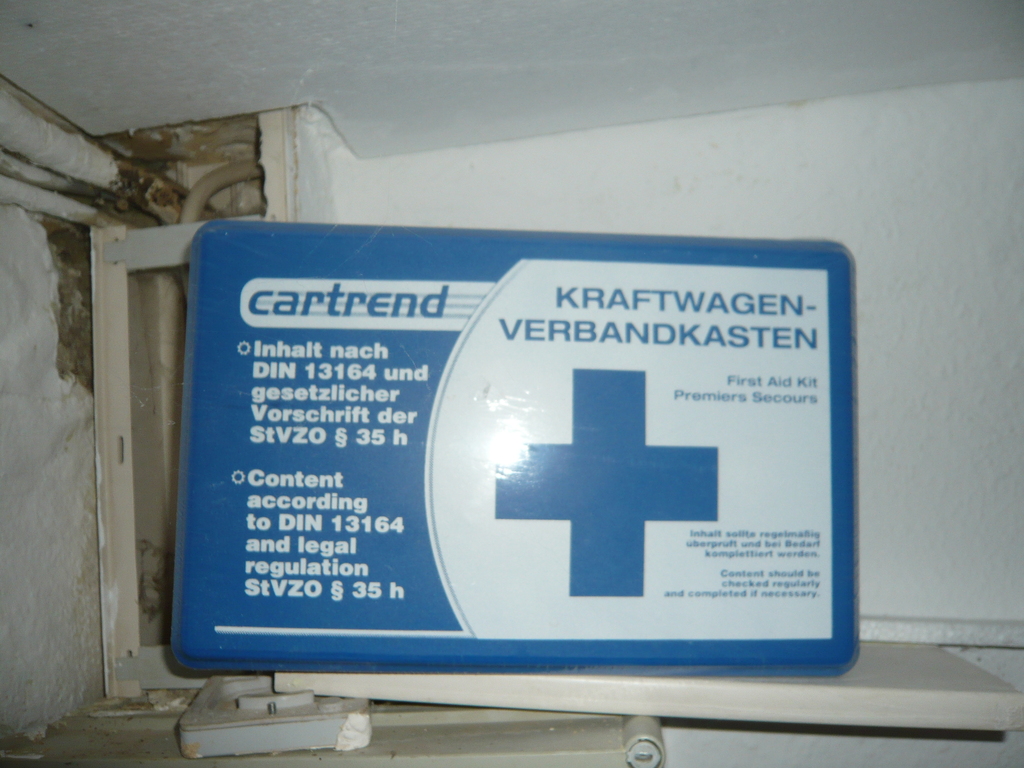 cartrend
Inhalt nach
DIN 13164 und
gesetzlicher
Vorschrift der
StVZO § 35 h
Content
according
to DIN 13164
and legal
regulation
StVZO § 35 h
KRAFTWAGEN-
VERBANDKASTEN
First Aid Kit
Premiers Secours
Inhalt sollte regelmäßig
überprüft und bei Bedarf
komplettiert werden.
Content should be
checked regularly
and completed if necessary.